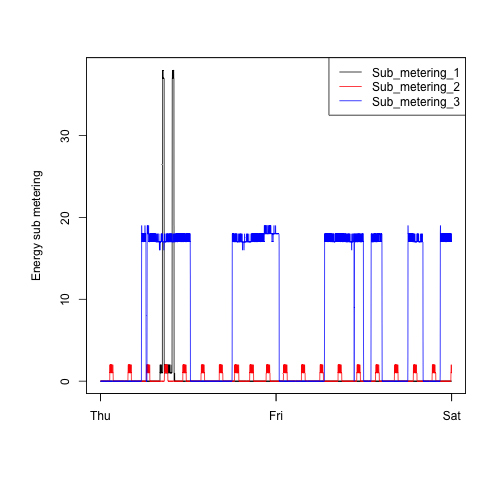 Sub_metering_1
Sub_metering_2
Sub_metering_3
Energy sub metering
30
20
10
0
Thu
Fri
Sat